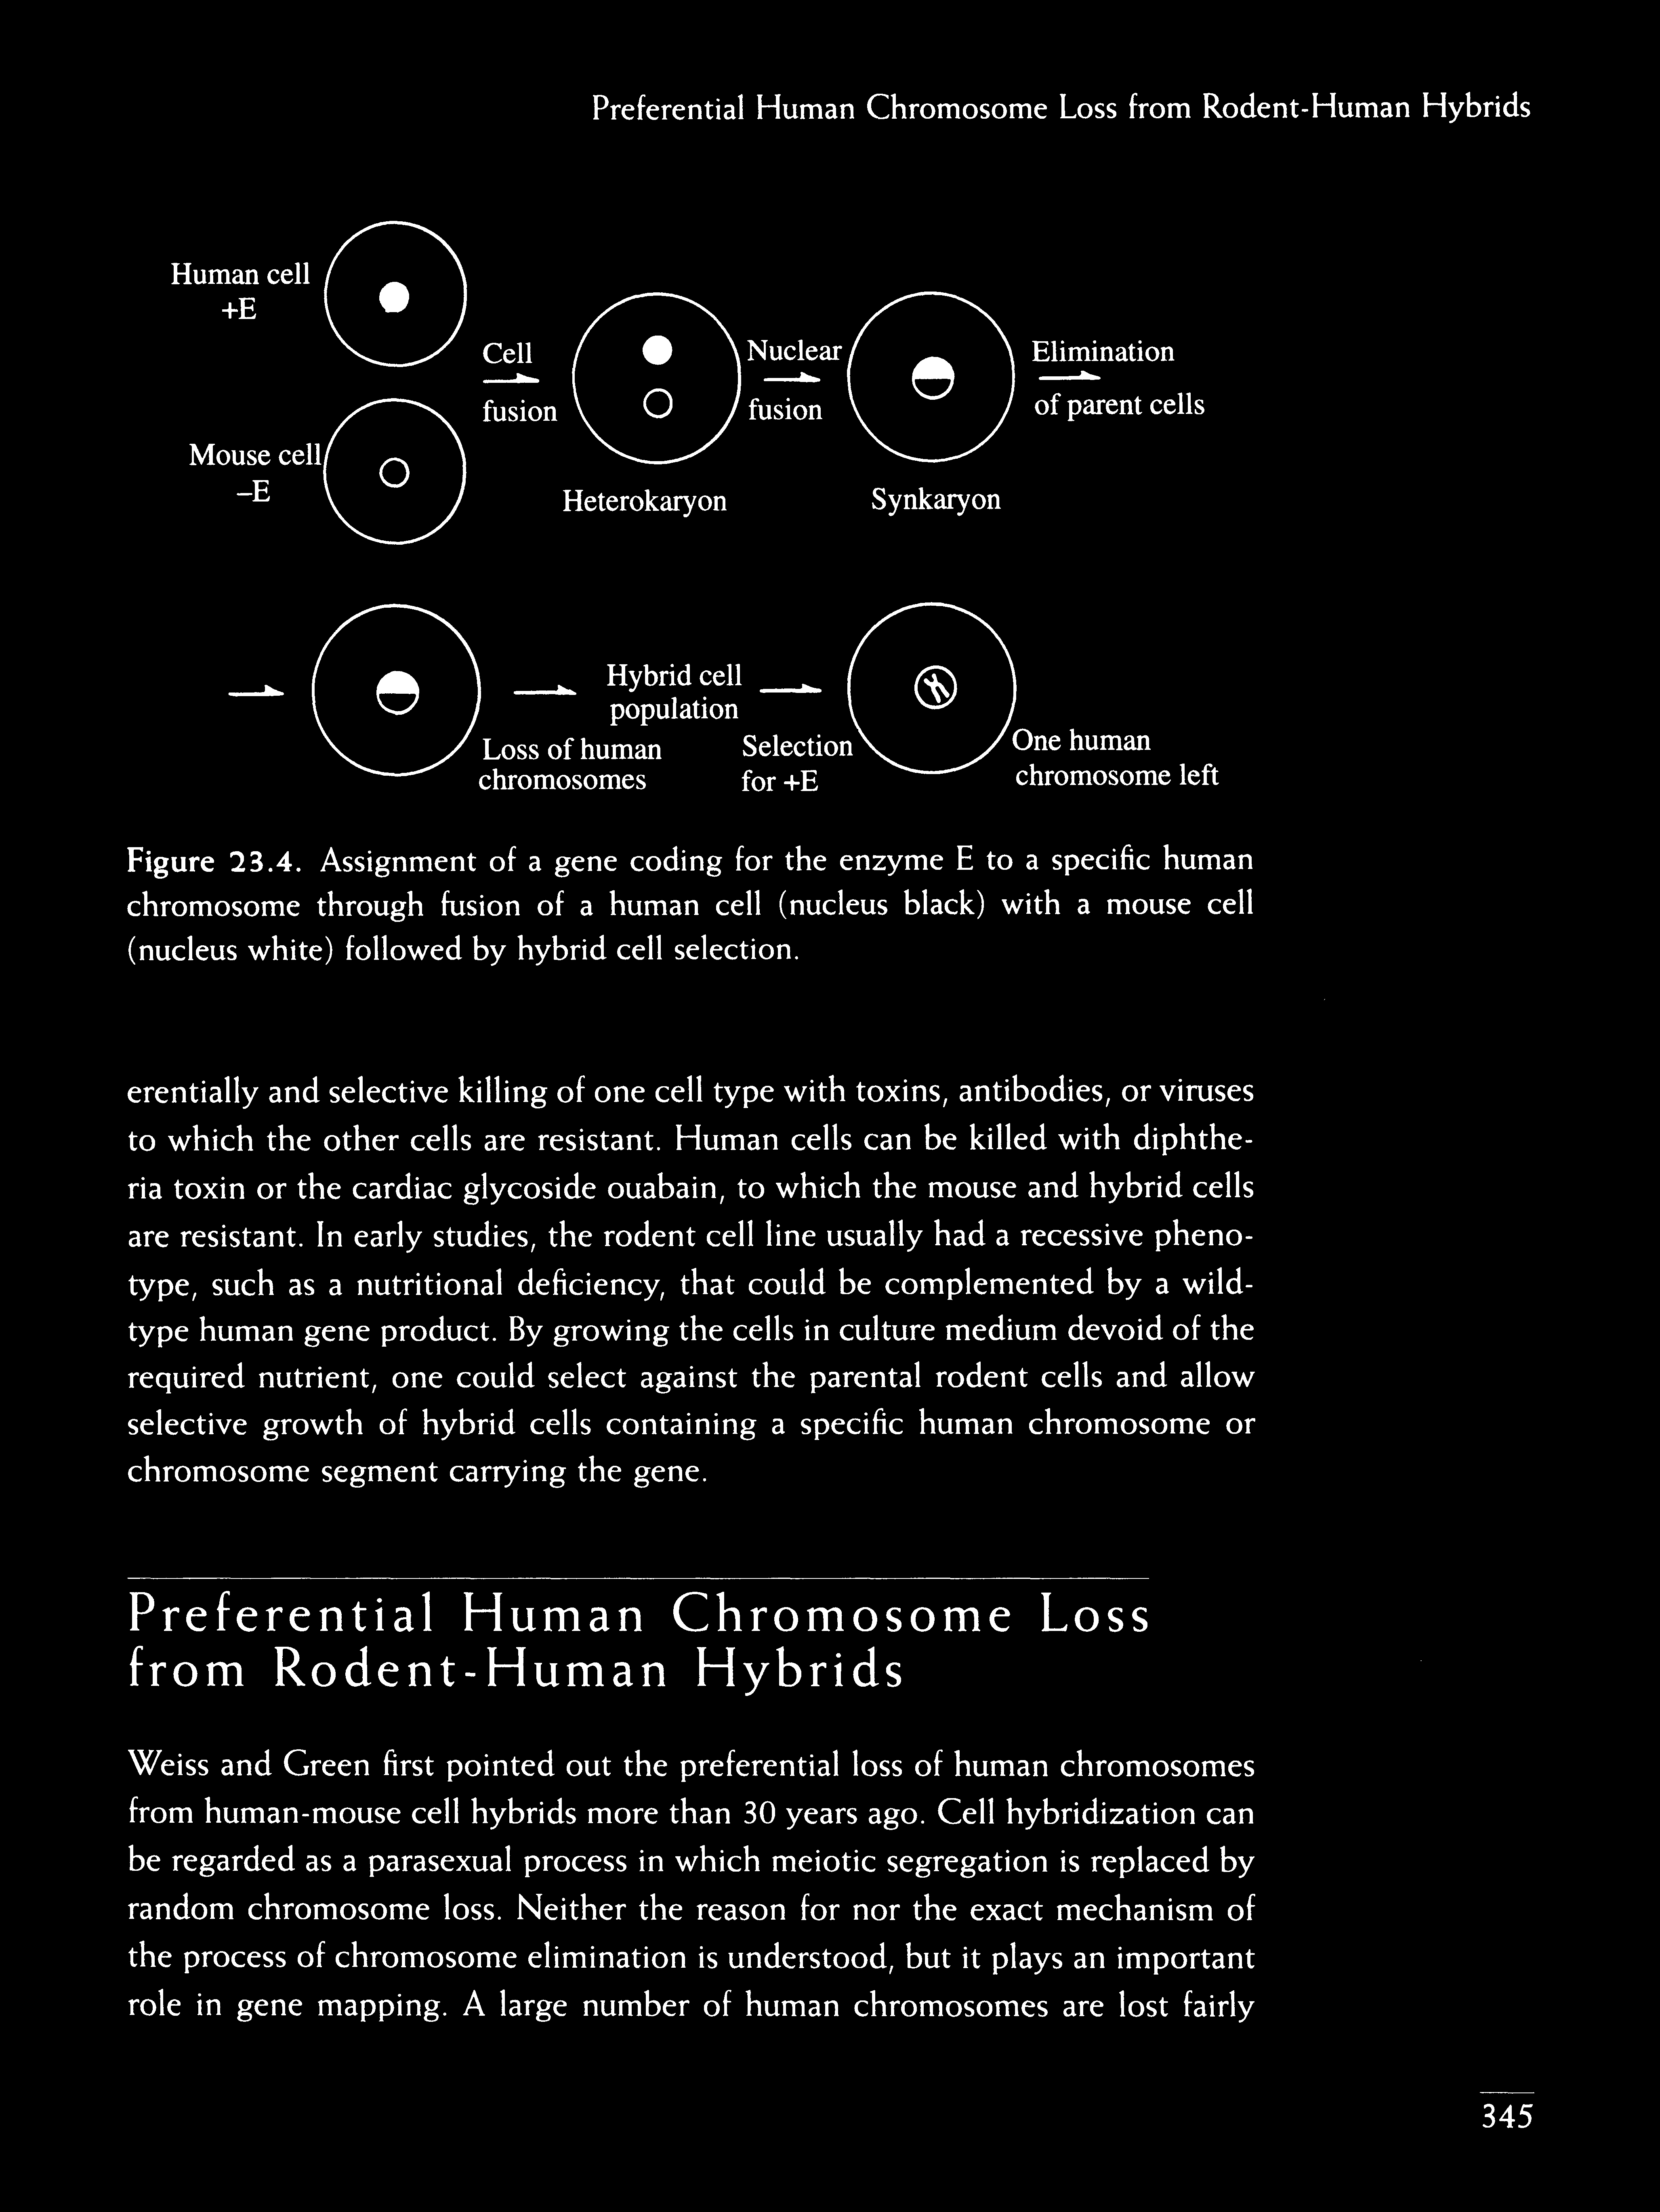 Preferential Human Chromosome Loss from Rodent-Human Hybrids
Human cell
+E
Cell
fusion
Nuclear
fusion
Elimination
of parent cells
Mouse cell
–E
Heterokaryon
Synkaryon
Hybrid cell
population
Loss of human
chromosomes
Selection
for +E
One human
chromosome left
Figure 23.4. Assignment of a gene coding for the enzyme E to a specific human
chromosome through fusion of a human cell (nucleus black) with a mouse cell
(nucleus white) followed by hybrid cell selection.
erentially and selective killing of one cell type with toxins, antibodies, or viruses
to which the other cells are resistant. Human cells can be killed with diphthe-
ria toxin or the cardiac glycoside ouabain, to which the mouse and hybrid cells
are resistant. In early studies, the rodent cell line usually had a recessive pheno-
type, such as a nutritional deficiency, that could be complemented by a wild-
type human gene product. By growing the cells in culture medium devoid of the
required nutrient, one could select against the parental rodent cells and allow
selective growth of hybrid cells containing a specific human chromosome or
chromosome segment carrying the gene.
Preferential Human Chromosome Loss
from Rodent-Human Hybrids
Weiss and Green first pointed out the preferential loss of human chromosomes
from human-mouse cell hybrids more than 30 years ago. Cell hybridization can
be regarded as a parasexual process in which meiotic segregation is replaced by
random chromosome loss. Neither the reason for nor the exact mechanism of
the process of chromosome elimination is understood, but it plays an important
role in gene mapping. A large number of human chromosomes are lost fairly
345